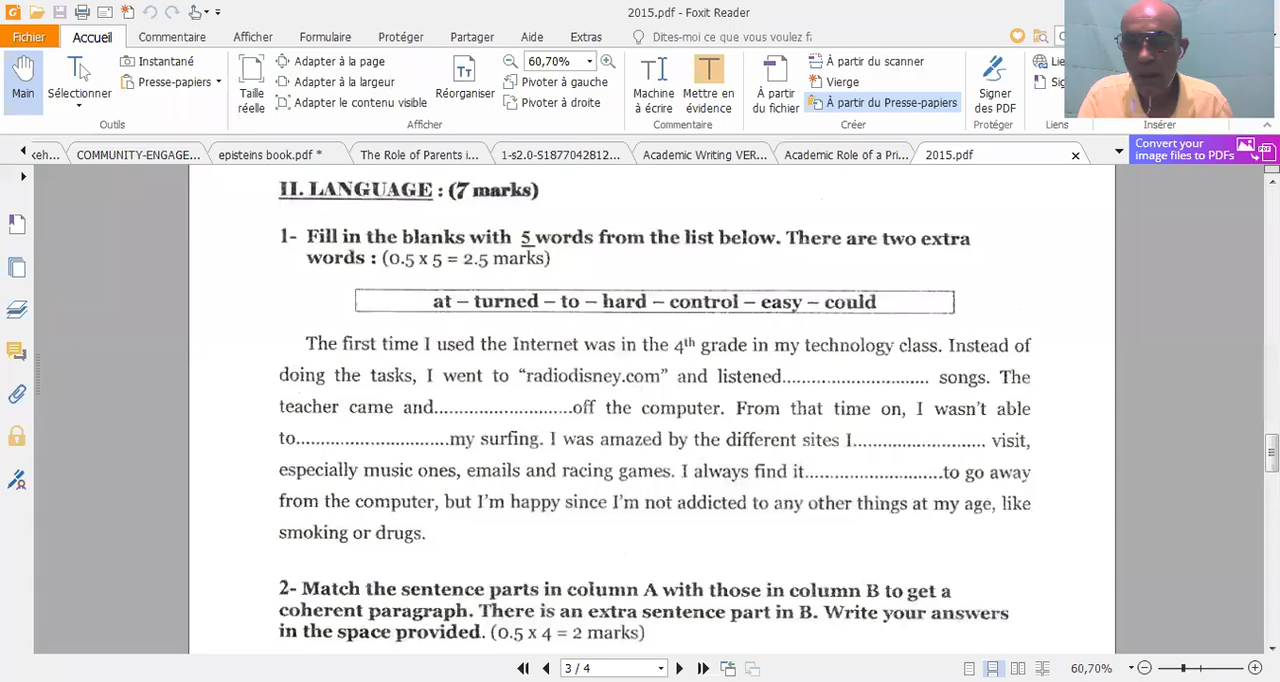 2015.pdf - Foxit Reader
Fichier Accueil Commentaire Afficher Formulaire Protéger Partager Aide Extras Dites-moi ce que vous voulez f
Main
Sélectionner
Instantané
Presse-papiers
Outils
Taille réelle
Adapter à la page
Adapter à la largeur
Adapter le contenu visible
Réorganiser
60,70%
Pivoter à gauche
Pivoter à droite
Afficher
Machine à écrire
Mettre en évidence
Commentaire
À partir du fichier
À partir du scanner
Vierge
À partir du Presse-papiers
Créer
Signer des PDF
Protéger
Lie
Sig
Liens
Insérer
keh... COMMUNITY-ENGAGE... epsteins book.pdf * The Role of Parents i... 1-s2.0-S1877042812... Academic Writing VER... Academic Role of a Pri... 2015.pdf
Convert your
image files to PDFs
II. LANGUAGE : (7 marks)
1- Fill in the blanks with 5 words from the list below. There are two extra
words : (0.5 x 5 = 2.5 marks)
at – turned – to – hard – control – easy – could
The first time I used the Internet was in the 4th grade in my technology class. Instead of
doing the tasks, I went to “radiodisney.com” and listened............................ songs. The
teacher came and..........................off the computer. From that time on, I wasn’t able
to.............................my surfing. I was amazed by the different sites I......................... visit,
especially music ones, emails and racing games. I always find it..........................to go away
from the computer, but I’m happy since I’m not addicted to any other things at my age, like
smoking or drugs.
2- Match the sentence parts in column A with those in column B to get a
coherent paragraph. There is an extra sentence part in B. Write your answers
in the space provided. (0.5 x 4 = 2 marks)
3 / 4
60,70%